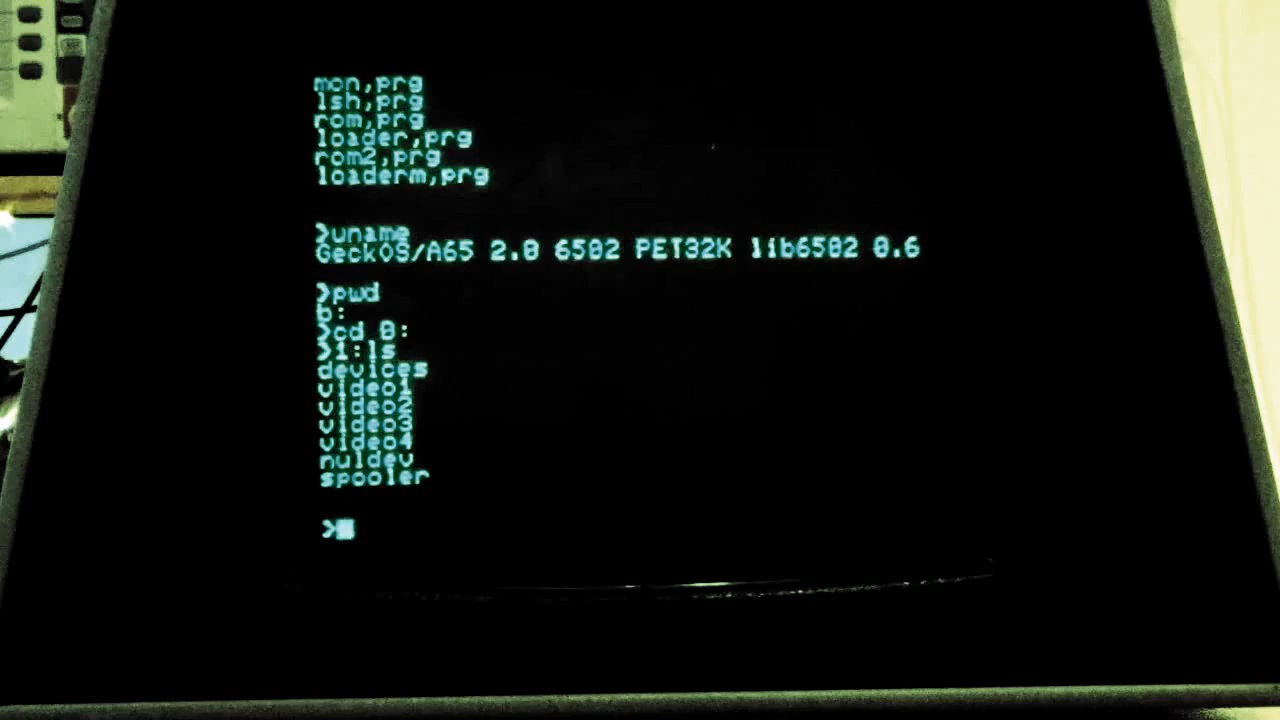 mon,prg
lsh,prg
rom,prg
loader,prg
rom2,prg
loaderm,prg
>uname
GeckOS/A65 2.0 6502 PET32K lib6502 0.6
>pwd
b:
>cd 0:
>1:ls
devices
video1
video2
video3
video4
nuldev
spooler
>